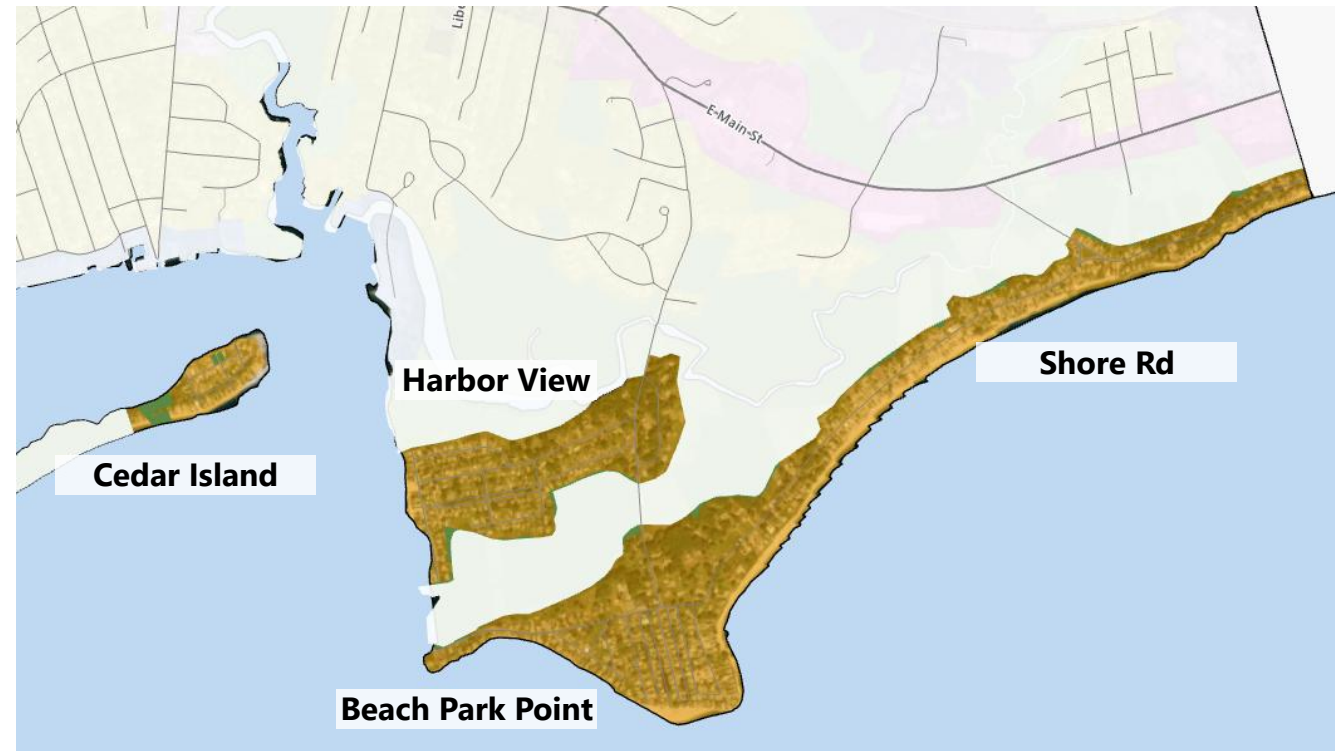 E-Main-St
Harbor View
Shore Rd
Cedar Island
Beach Park Point